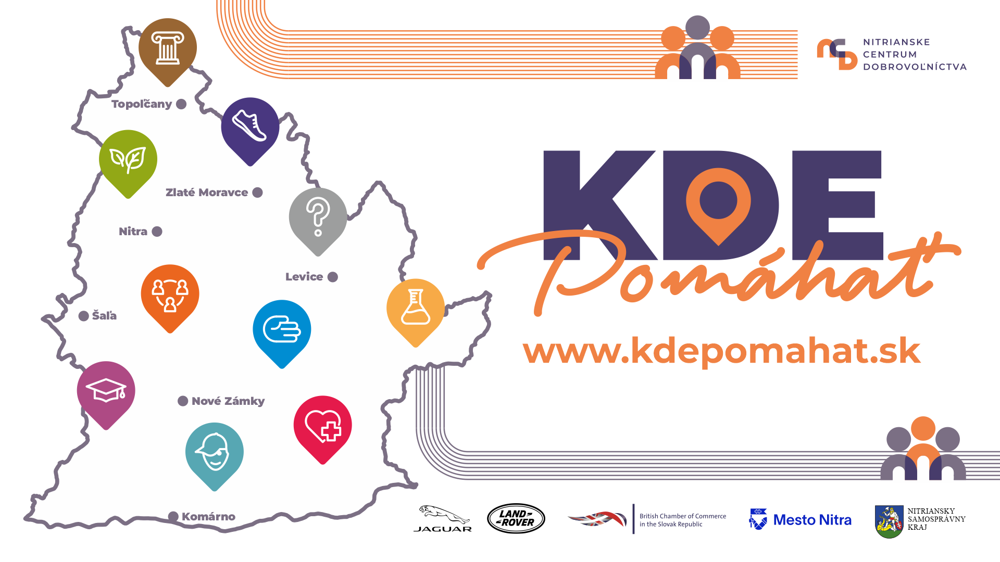 NITRIANSKE
CENTRUM
DOBROVOĽNÍCTVA
Topoľčany
Zlaté Moravce
Nitra
Levice
Šaľa
Nové Zámky
Komárno
KDE
Pomáhať
www.kdepomahat.sk
JAGUAR
LAND-
-ROVER
British Chamber of Commerce
in the Slovak Republic
Mesto Nitra
NITRIANSKY
SAMOSPRÁVNY
KRAJ